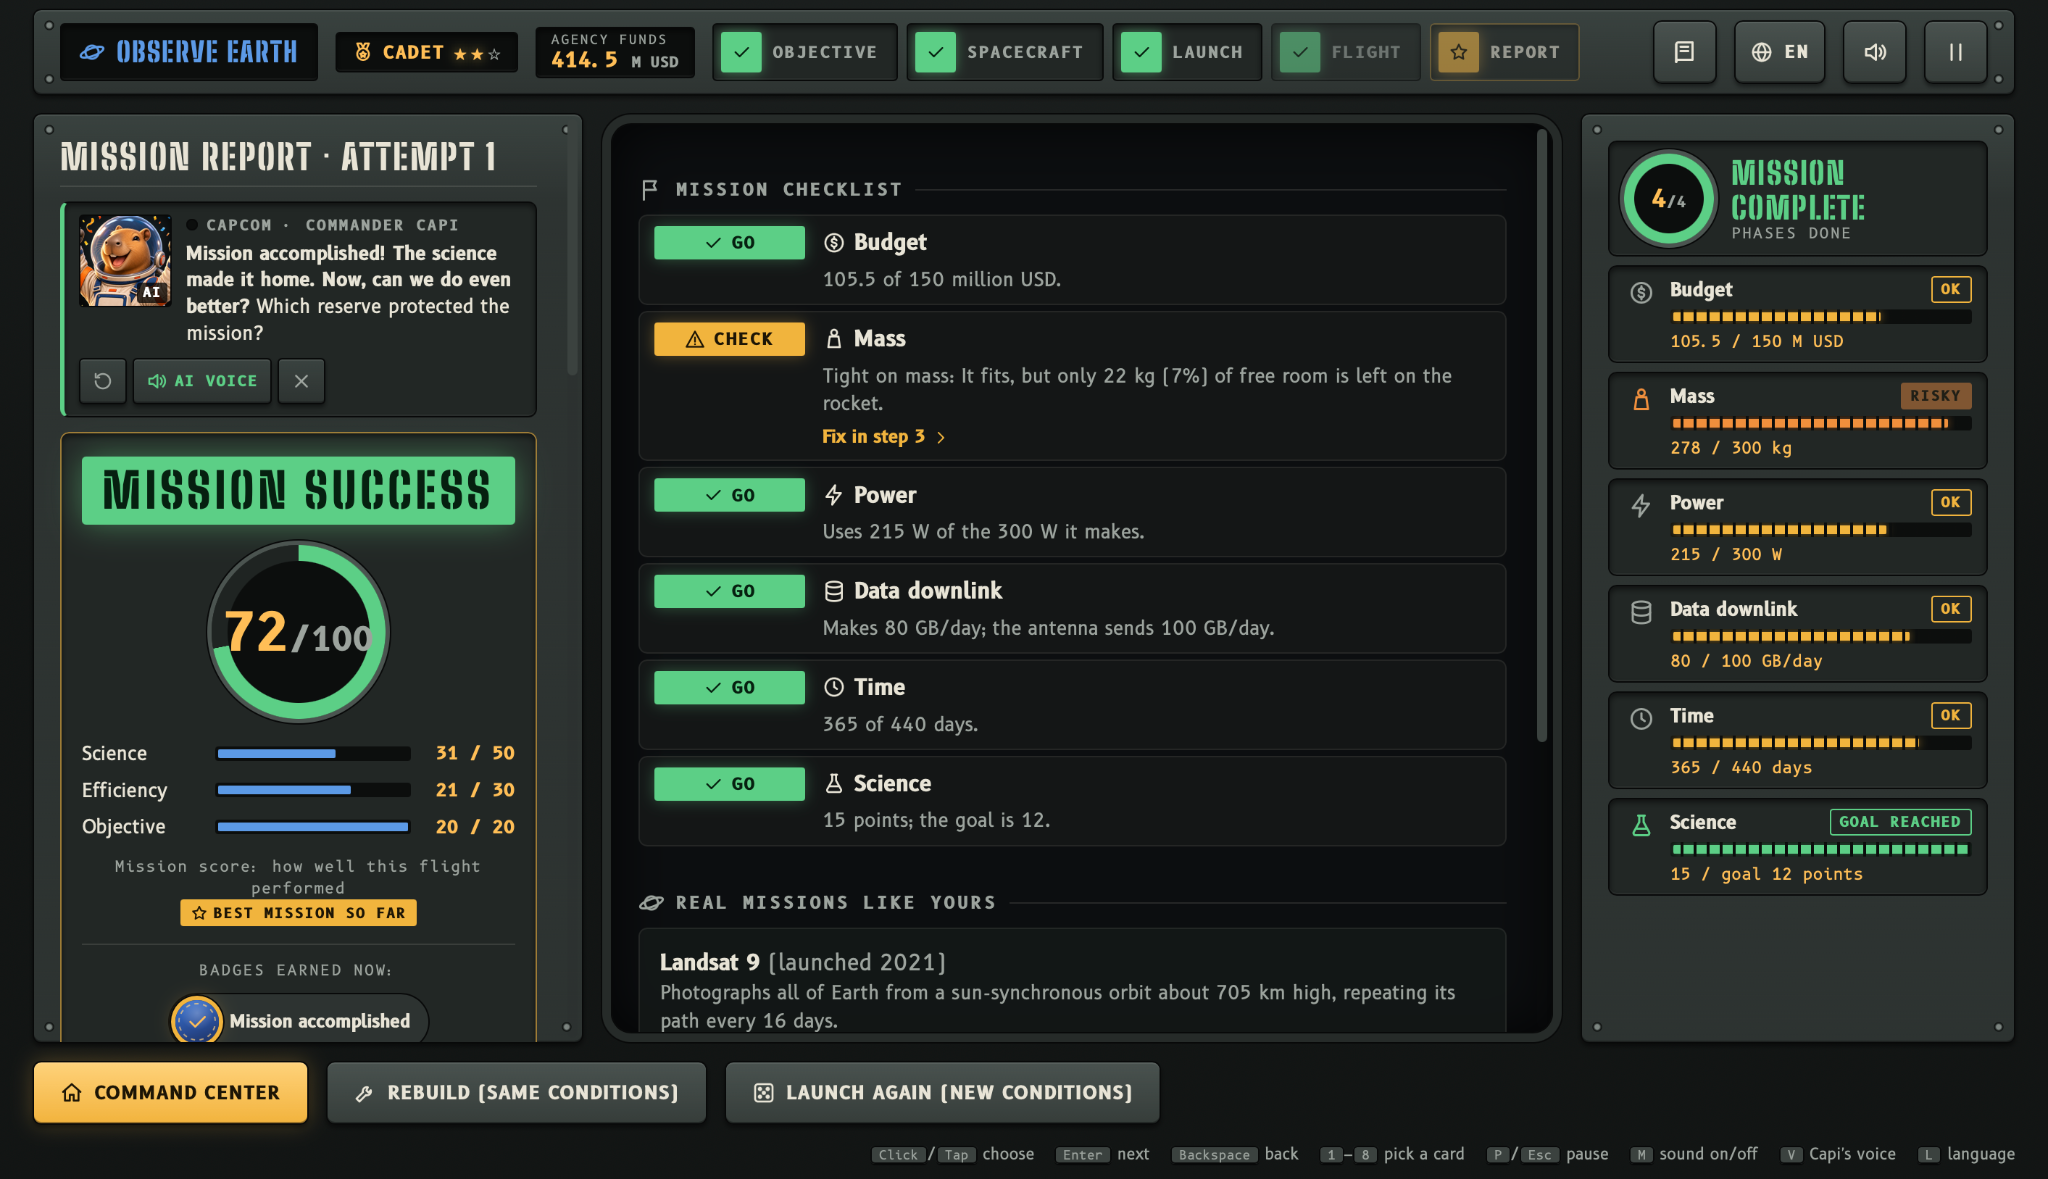 OBSERVE EARTH
CADET
AGENCY FUNDS
414.5 M USD
OBJECTIVE
SPACECRAFT
LAUNCH
FLIGHT
REPORT
EN
MISSION REPORT · ATTEMPT 1
CAPCOM · COMMANDER CAPI
Mission accomplished! The science
made it home. Now, can we do even
better? Which reserve protected the
mission?
AI
AI VOICE
MISSION SUCCESS
72/100
Science 31 / 50
Efficiency 21 / 30
Objective 20 / 20
Mission score: how well this flight
performed
BEST MISSION SO FAR
BADGES EARNED NOW:
Mission accomplished
MISSION CHECKLIST
GO Budget
105.5 of 150 million USD.
CHECK Mass
Tight on mass: It fits, but only 22 kg (7%) of free room is left on the
rocket.
Fix in step 3
GO Power
Uses 215 W of the 300 W it makes.
GO Data downlink
Makes 80 GB/day; the antenna sends 100 GB/day.
GO Time
365 of 440 days.
GO Science
15 points; the goal is 12.
REAL MISSIONS LIKE YOURS
Landsat 9 (launched 2021)
Photographs all of Earth from a sun-synchronous orbit about 705 km high, repeating its
path every 16 days.
4/4
MISSION
COMPLETE
PHASES DONE
Budget OK
105.5 / 150 M USD
Mass RISKY
278 / 300 kg
Power OK
215 / 300 W
Data downlink OK
80 / 100 GB/day
Time OK
365 / 440 days
Science GOAL REACHED
15 / goal 12 points
COMMAND CENTER
REBUILD (SAME CONDITIONS)
LAUNCH AGAIN (NEW CONDITIONS)
Click / Tap choose Enter next Backspace back 1 – 8 pick a card P / Esc pause M sound on/off V Capi's voice L language